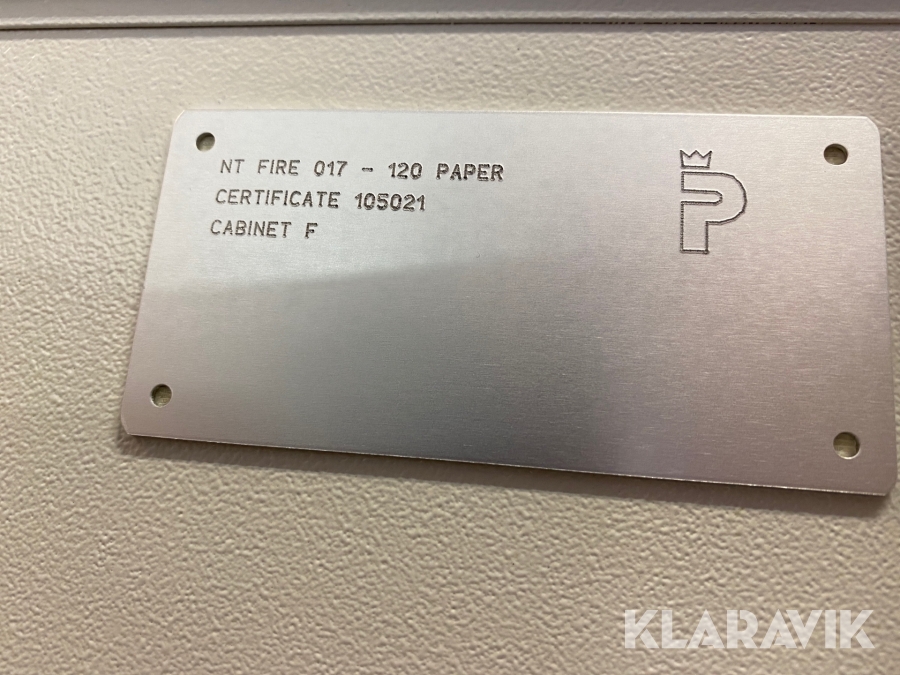 NT FIRE 017 - 120 PAPER
CERTIFICATE 105021
CABINET F
P
KLARAVIK